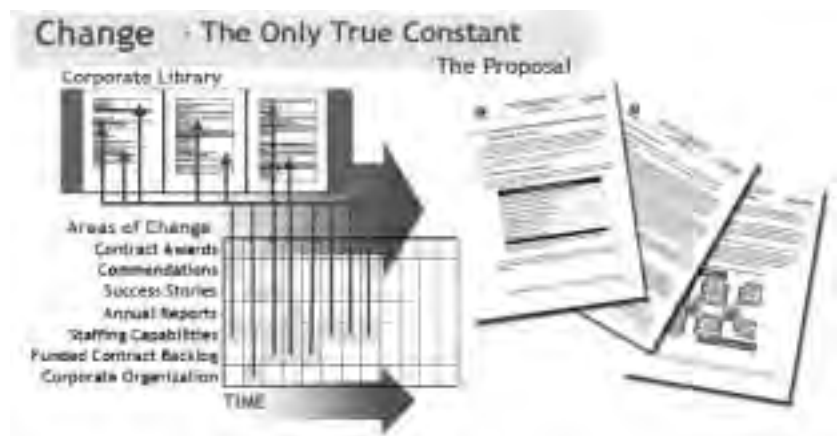 Change - The Only True Constant
The Proposal
Corporate Library
Areas of Change
Contract Awards
Commendations
Success Stories
Annual Reports
Staffing Capabilities
Funded Contract Backlog
Corporate Organization
TIME